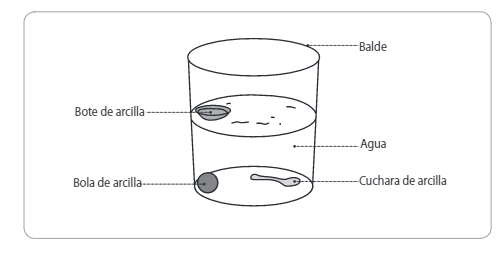 Balde
Bote de arcilla
Agua
Bola de arcilla
Cuchara de arcilla